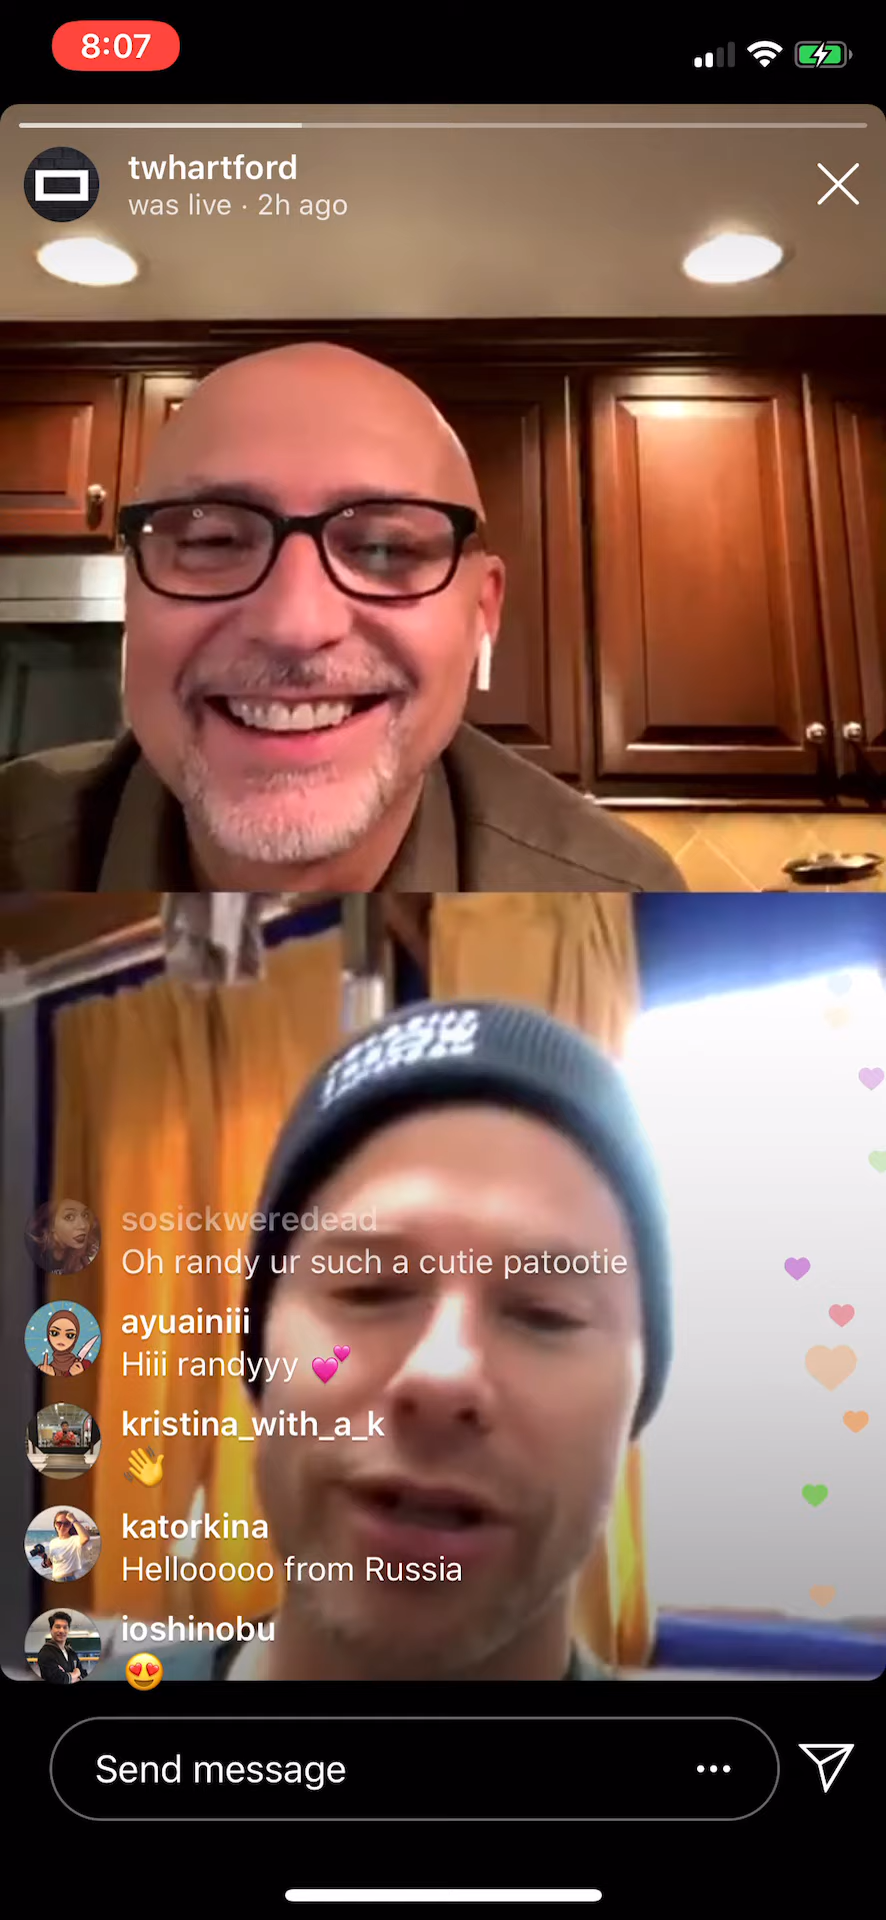 8:07
twhartford
was live · 2h ago
sosickweredead
Oh randy ur such a cutie patootie
ayuainiii
Hiii randyyy 💕
kristina_with_a_k
👋
katorkina
Hellooooo from Russia
ioshinobu
😍
Send message